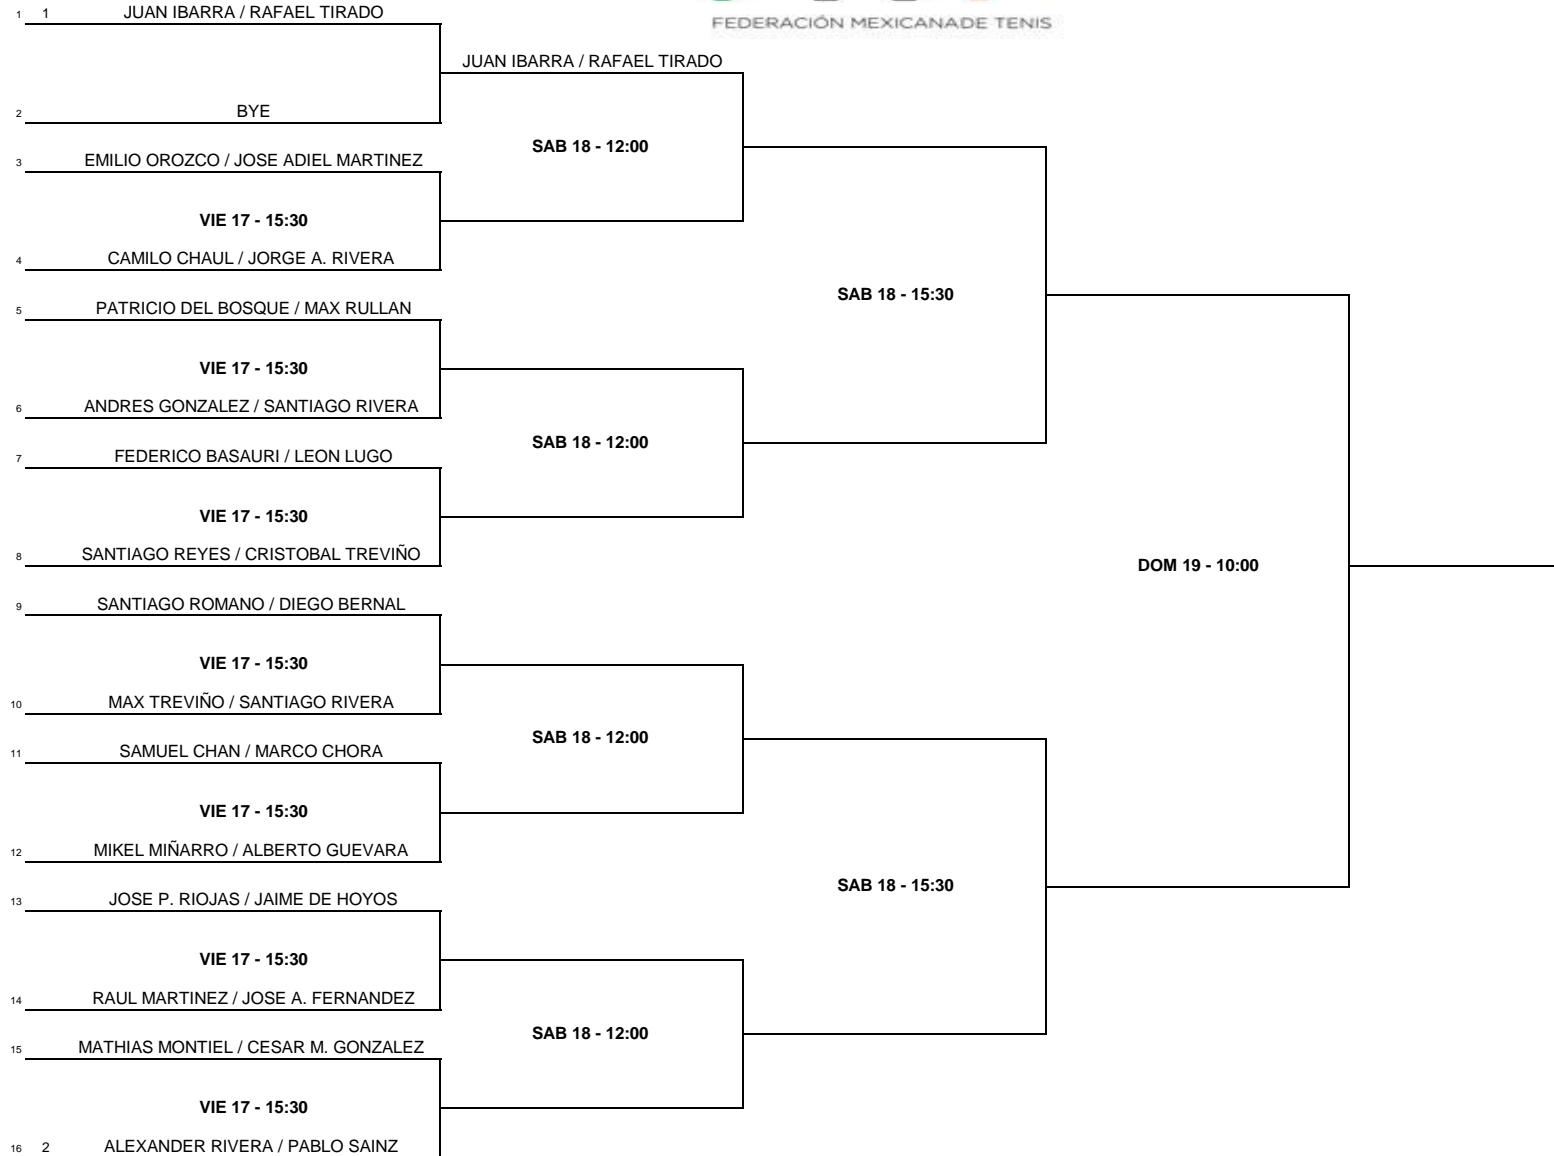 FEDERACIÓN MEXICANA DE TENIS
1 1 JUAN IBARRA / RAFAEL TIRADO
JUAN IBARRA / RAFAEL TIRADO
2 BYE
SAB 18 - 12:00
3 EMILIO OROZCO / JOSE ADIEL MARTINEZ
VIE 17 - 15:30
4 CAMILO CHAUL / JORGE A. RIVERA
SAB 18 - 15:30
5 PATRICIO DEL BOSQUE / MAX RULLAN
VIE 17 - 15:30
6 ANDRES GONZALEZ / SANTIAGO RIVERA
SAB 18 - 12:00
7 FEDERICO BASAURI / LEON LUGO
VIE 17 - 15:30
8 SANTIAGO REYES / CRISTOBAL TREVIÑO
DOM 19 - 10:00
9 SANTIAGO ROMANO / DIEGO BERNAL
VIE 17 - 15:30
10 MAX TREVIÑO / SANTIAGO RIVERA
SAB 18 - 12:00
11 SAMUEL CHAN / MARCO CHORA
VIE 17 - 15:30
12 MIKEL MIÑARRO / ALBERTO GUEVARA
SAB 18 - 15:30
13 JOSE P. RIOJAS / JAIME DE HOYOS
VIE 17 - 15:30
14 RAUL MARTINEZ / JOSE A. FERNANDEZ
SAB 18 - 12:00
15 MATHIAS MONTIEL / CESAR M. GONZALEZ
VIE 17 - 15:30
16 2 ALEXANDER RIVERA / PABLO SAINZ